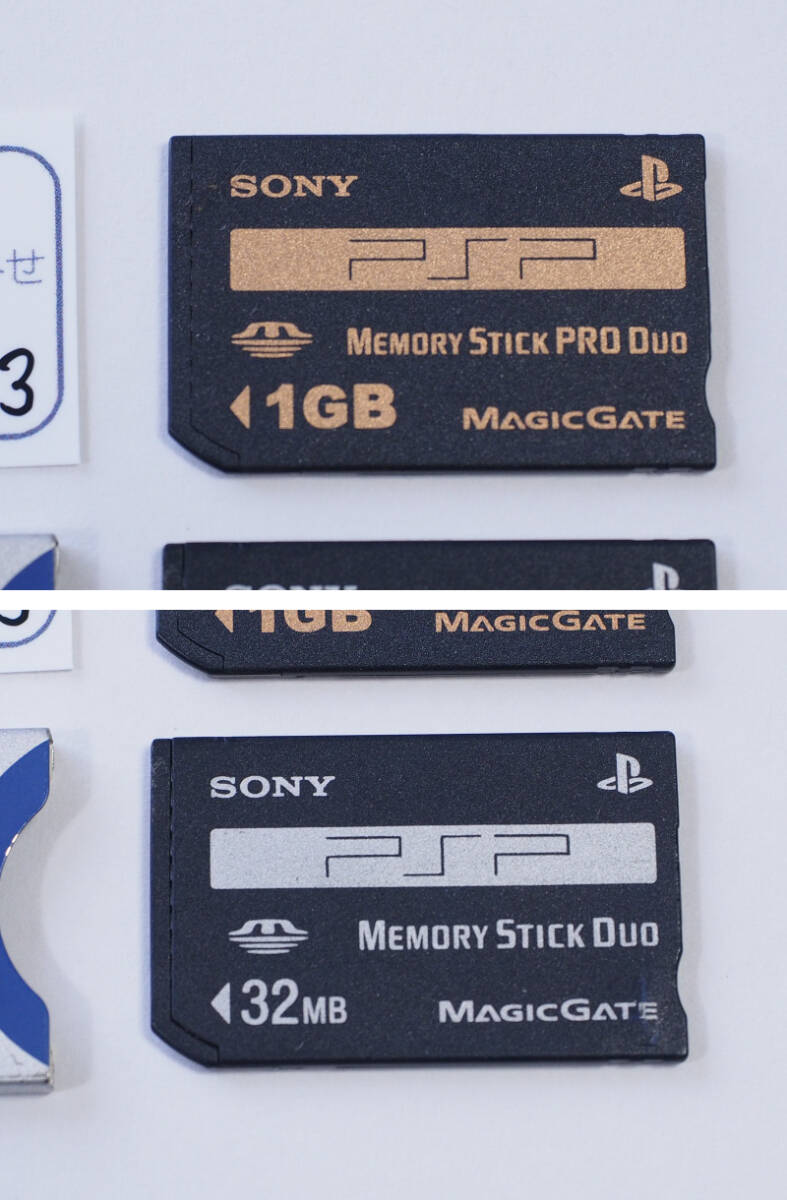 せ
3
SONY
PSP
MEMORY STICK PRO DUO
1GB
MAGICGATE
SONY
1GB
MAGICGATE
SONY
PSP
MEMORY STICK DUO
32MB
MAGICGATE